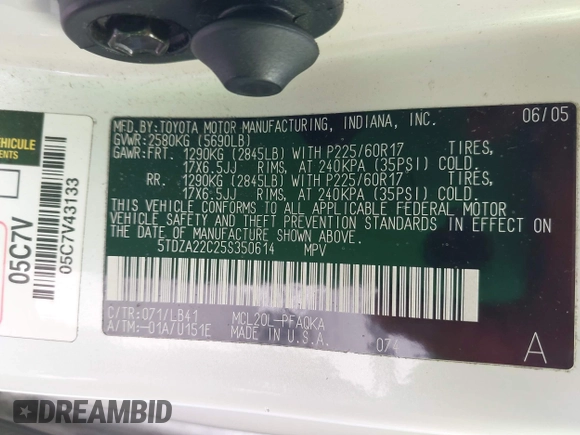 MFD.BY:TOYOTA MOTOR MANUFACTURING, INDIANA, INC. 06/05
GVWR:2580KG (5690LB)
GAWR:FRT. 1290KG (2845LB) WITH P225/60R17 TIRES,
17X6.5JJ RIMS, AT 240KPA (35PSI) COLD.
RR. 1290KG (2845LB) WITH P225/60R17 TIRES,
17X6.5JJ RIMS, AT 240KPA (35PSI) COLD.
THIS VEHICLE CONFORMS TO ALL APPLICABLE FEDERAL MOTOR
VEHICLE SAFETY AND THEFT PREVENTION STANDARDS IN EFFECT ON
THE DATE OF MANUFACTURE SHOWN ABOVE.
5TDZA22C25S350614 MPV
C/TR:071/LB41 MCL20L-PFAQKA
A/TM:-01A/U151E MADE IN U.S.A. 074 A
VEHICULE
05C7V
05C7V43133
DREAMBID